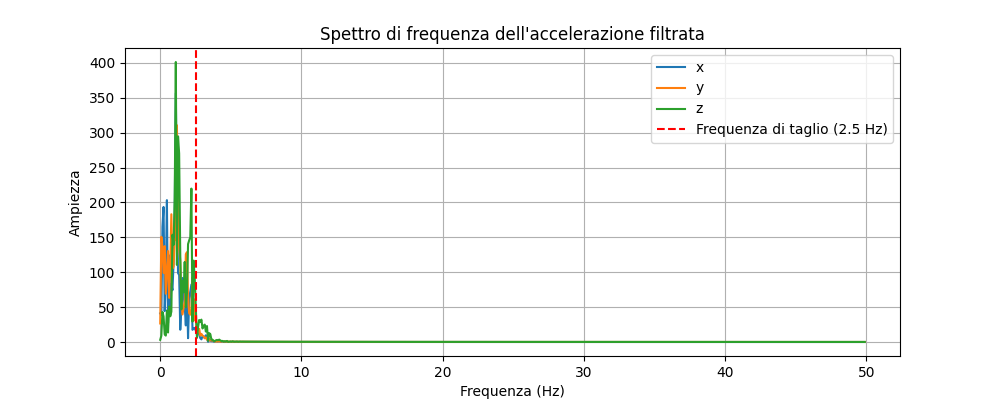 Spettro di frequenza dell'accelerazione filtrata
Ampiezza
400
350
300
250
200
150
100
50
0
x
y
z
Frequenza di taglio (2.5 Hz)
0 10 20 30 40 50
Frequenza (Hz)